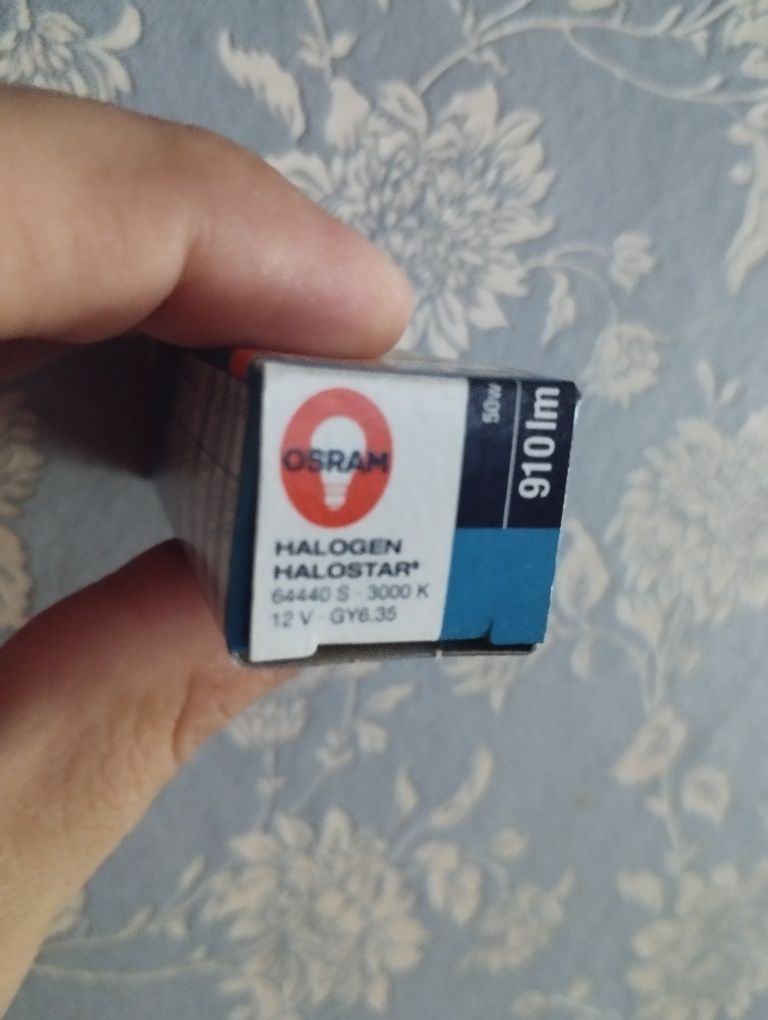 OSRAM
HALOGEN
HALOSTAR®
64440 S · 3000 K
12 V · GY6.35
50w
910 lm